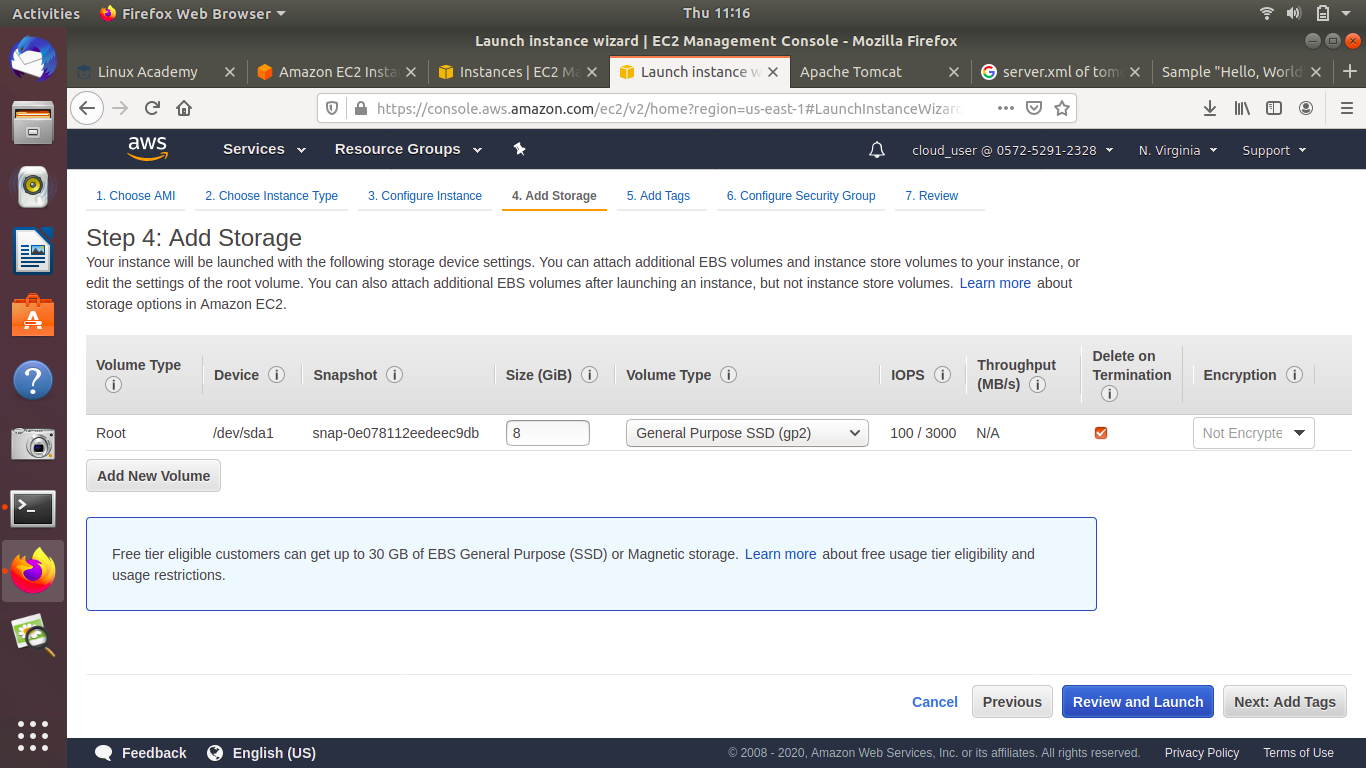 Activities
Firefox Web Browser
Thu 11:16
Launch instance wizard | EC2 Management Console - Mozilla Firefox
Linux Academy
Amazon EC2 Insta
Instances | EC2 Ma
Launch instance w
Apache Tomcat
server.xml of tom
Sample "Hello, World
https://console.aws.amazon.com/ec2/v2/home?region=us-east-1#LaunchInstanceWizard
aws
Services
Resource Groups
cloud_user @ 0572-5291-2328
N. Virginia
Support
1. Choose AMI
2. Choose Instance Type
3. Configure Instance
4. Add Storage
5. Add Tags
6. Configure Security Group
7. Review
Step 4: Add Storage
Your instance will be launched with the following storage device settings. You can attach additional EBS volumes and instance store volumes to your instance, or
edit the settings of the root volume. You can also attach additional EBS volumes after launching an instance, but not instance store volumes. Learn more about
storage options in Amazon EC2.
Volume Type
Device
Snapshot
Size (GiB)
Volume Type
IOPS
Throughput
(MB/s)
Delete on
Termination
Encryption
Root
/dev/sda1
snap-0e078112eedeec9db
8
General Purpose SSD (gp2)
100 / 3000
N/A
Not Encrypte
Add New Volume
Free tier eligible customers can get up to 30 GB of EBS General Purpose (SSD) or Magnetic storage. Learn more about free usage tier eligibility and
usage restrictions.
Cancel
Previous
Review and Launch
Next: Add Tags
Feedback
English (US)
© 2008 - 2020, Amazon Web Services, Inc. or its affiliates. All rights reserved.
Privacy Policy
Terms of Use